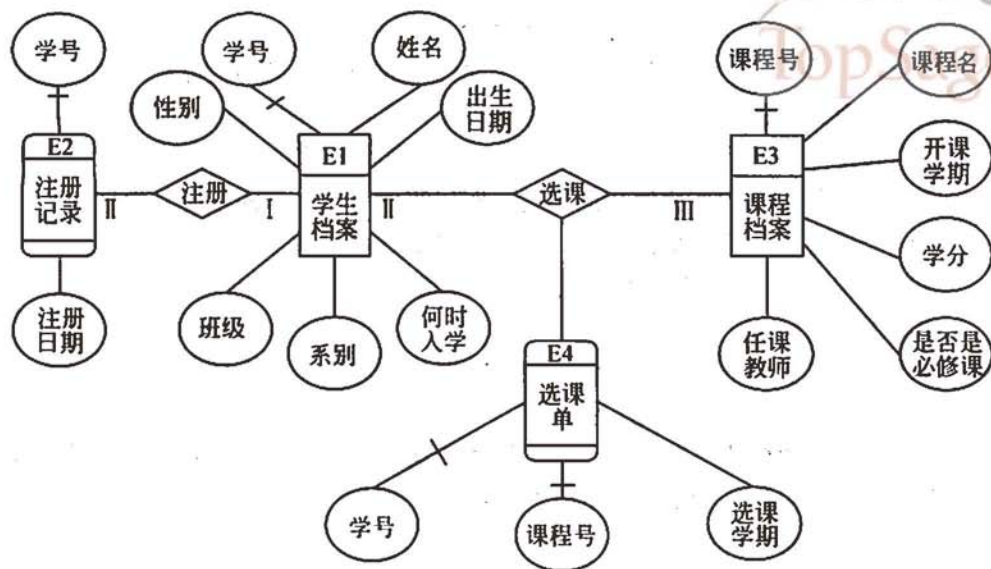 学号
学号
姓名
课程号
课程名
TopSag
性别
出生
日期
E2
注册
记录
E1
学生
档案
E3
课程
档案
开课
学期
II
注册
I
II
选课
III
学分
注册
日期
班级
系别
何时
入学
任课
教师
是否是
必修课
E4
选课
单
学号
课程号
选课
学期